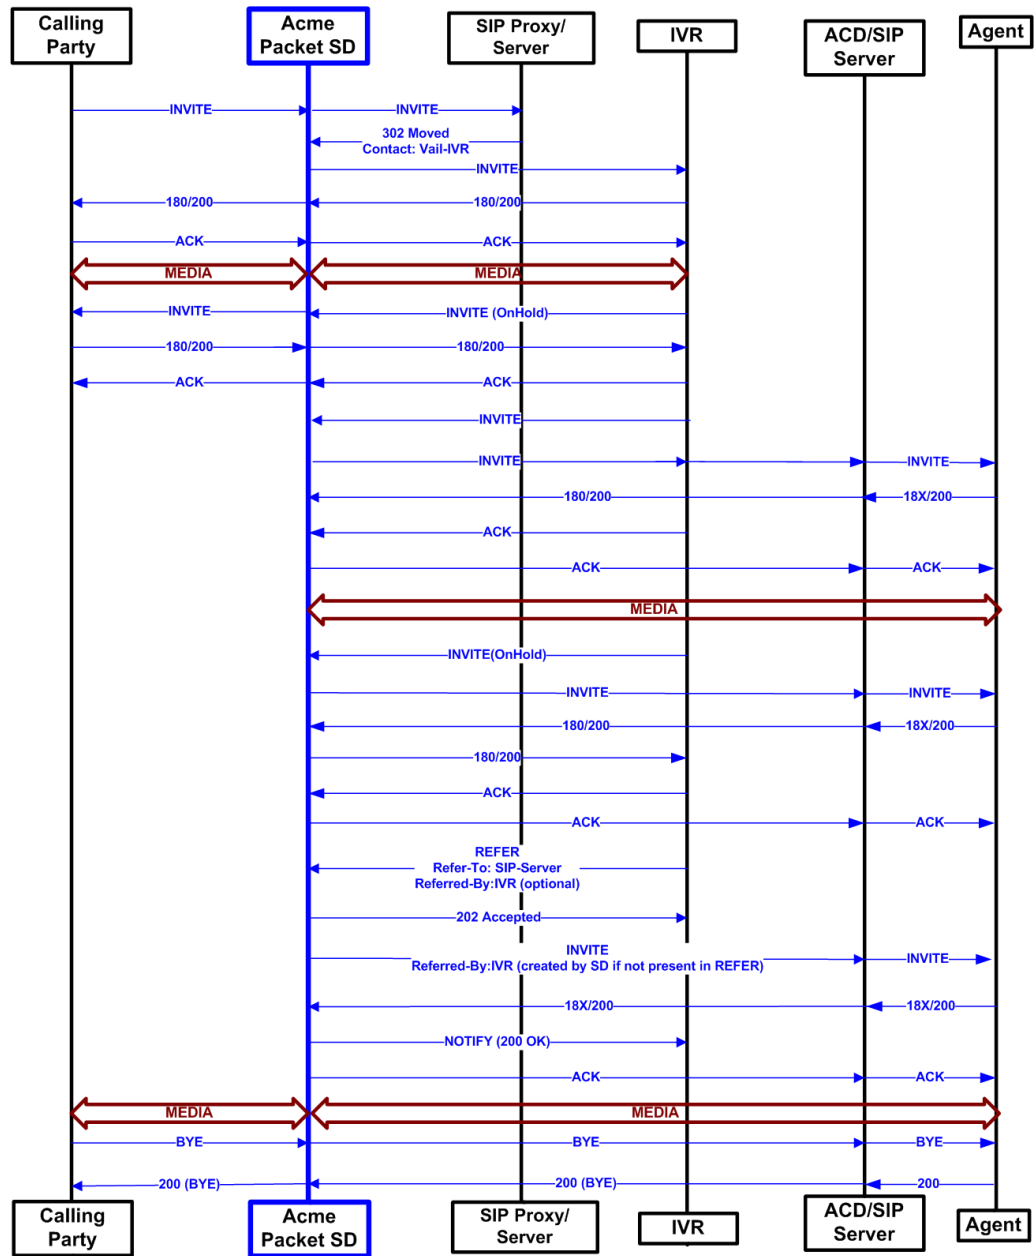 Calling
Party
Acme
Packet SD
SIP Proxy/
Server
IVR
ACD/SIP
Server
Agent
INVITE
INVITE
302 Moved
Contact: Vail-IVR
INVITE
180/200
180/200
ACK
ACK
MEDIA
MEDIA
INVITE
INVITE (OnHold)
180/200
180/200
ACK
ACK
INVITE
INVITE
INVITE
180/200
18X/200
ACK
ACK
ACK
MEDIA
INVITE(OnHold)
INVITE
INVITE
180/200
18X/200
180/200
ACK
ACK
ACK
REFER
Refer-To: SIP-Server
Referred-By:IVR (optional)
202 Accepted
INVITE
Referred-By:IVR (created by SD if not present in REFER)
INVITE
18X/200
18X/200
NOTIFY (200 OK)
ACK
ACK
MEDIA
MEDIA
BYE
BYE
BYE
200 (BYE)
200 (BYE)
200
Calling
Party
Acme
Packet SD
SIP Proxy/
Server
IVR
ACD/SIP
Server
Agent